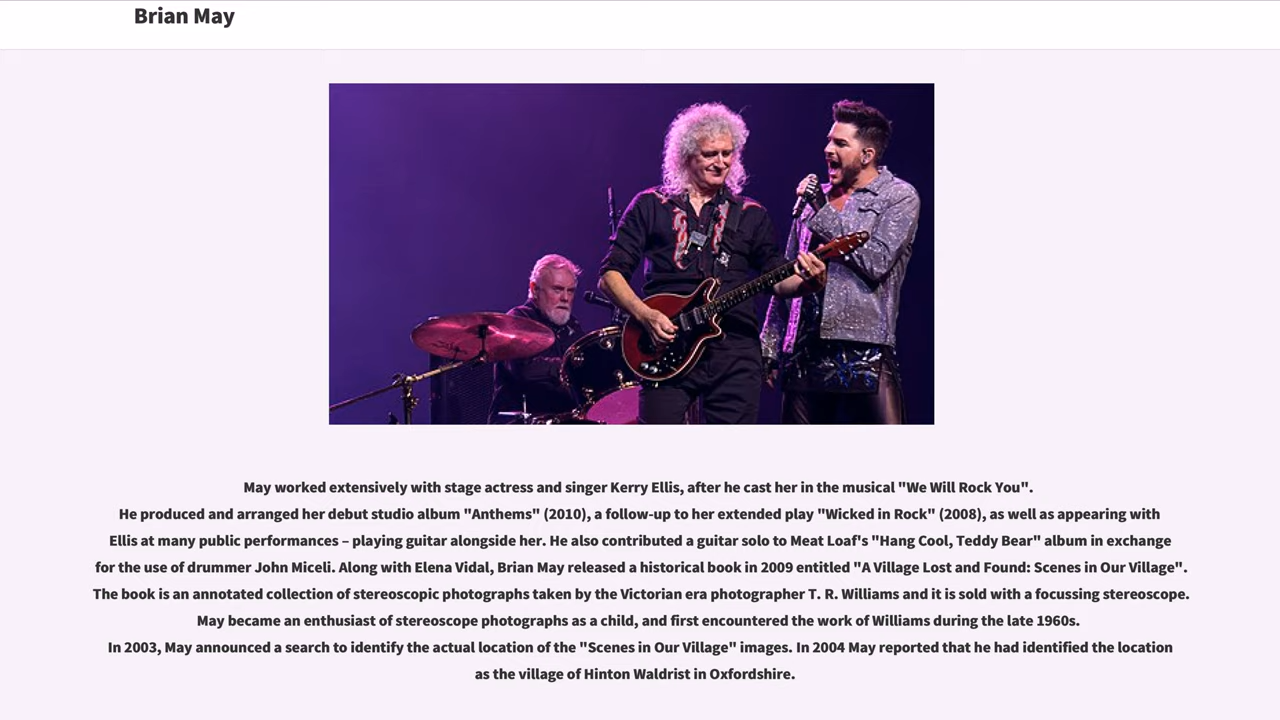 Brian May
May worked extensively with stage actress and singer Kerry Ellis, after he cast her in the musical "We Will Rock You".
He produced and arranged her debut studio album "Anthems" (2010), a follow-up to her extended play "Wicked in Rock" (2008), as well as appearing with
Ellis at many public performances – playing guitar alongside her. He also contributed a guitar solo to Meat Loaf's "Hang Cool, Teddy Bear" album in exchange
for the use of drummer John Miceli. Along with Elena Vidal, Brian May released a historical book in 2009 entitled "A Village Lost and Found: Scenes in Our Village".
The book is an annotated collection of stereoscopic photographs taken by the Victorian era photographer T. R. Williams and it is sold with a focussing stereoscope.
May became an enthusiast of stereoscope photographs as a child, and first encountered the work of Williams during the late 1960s.
In 2003, May announced a search to identify the actual location of the "Scenes in Our Village" images. In 2004 May reported that he had identified the location
as the village of Hinton Waldrist in Oxfordshire.